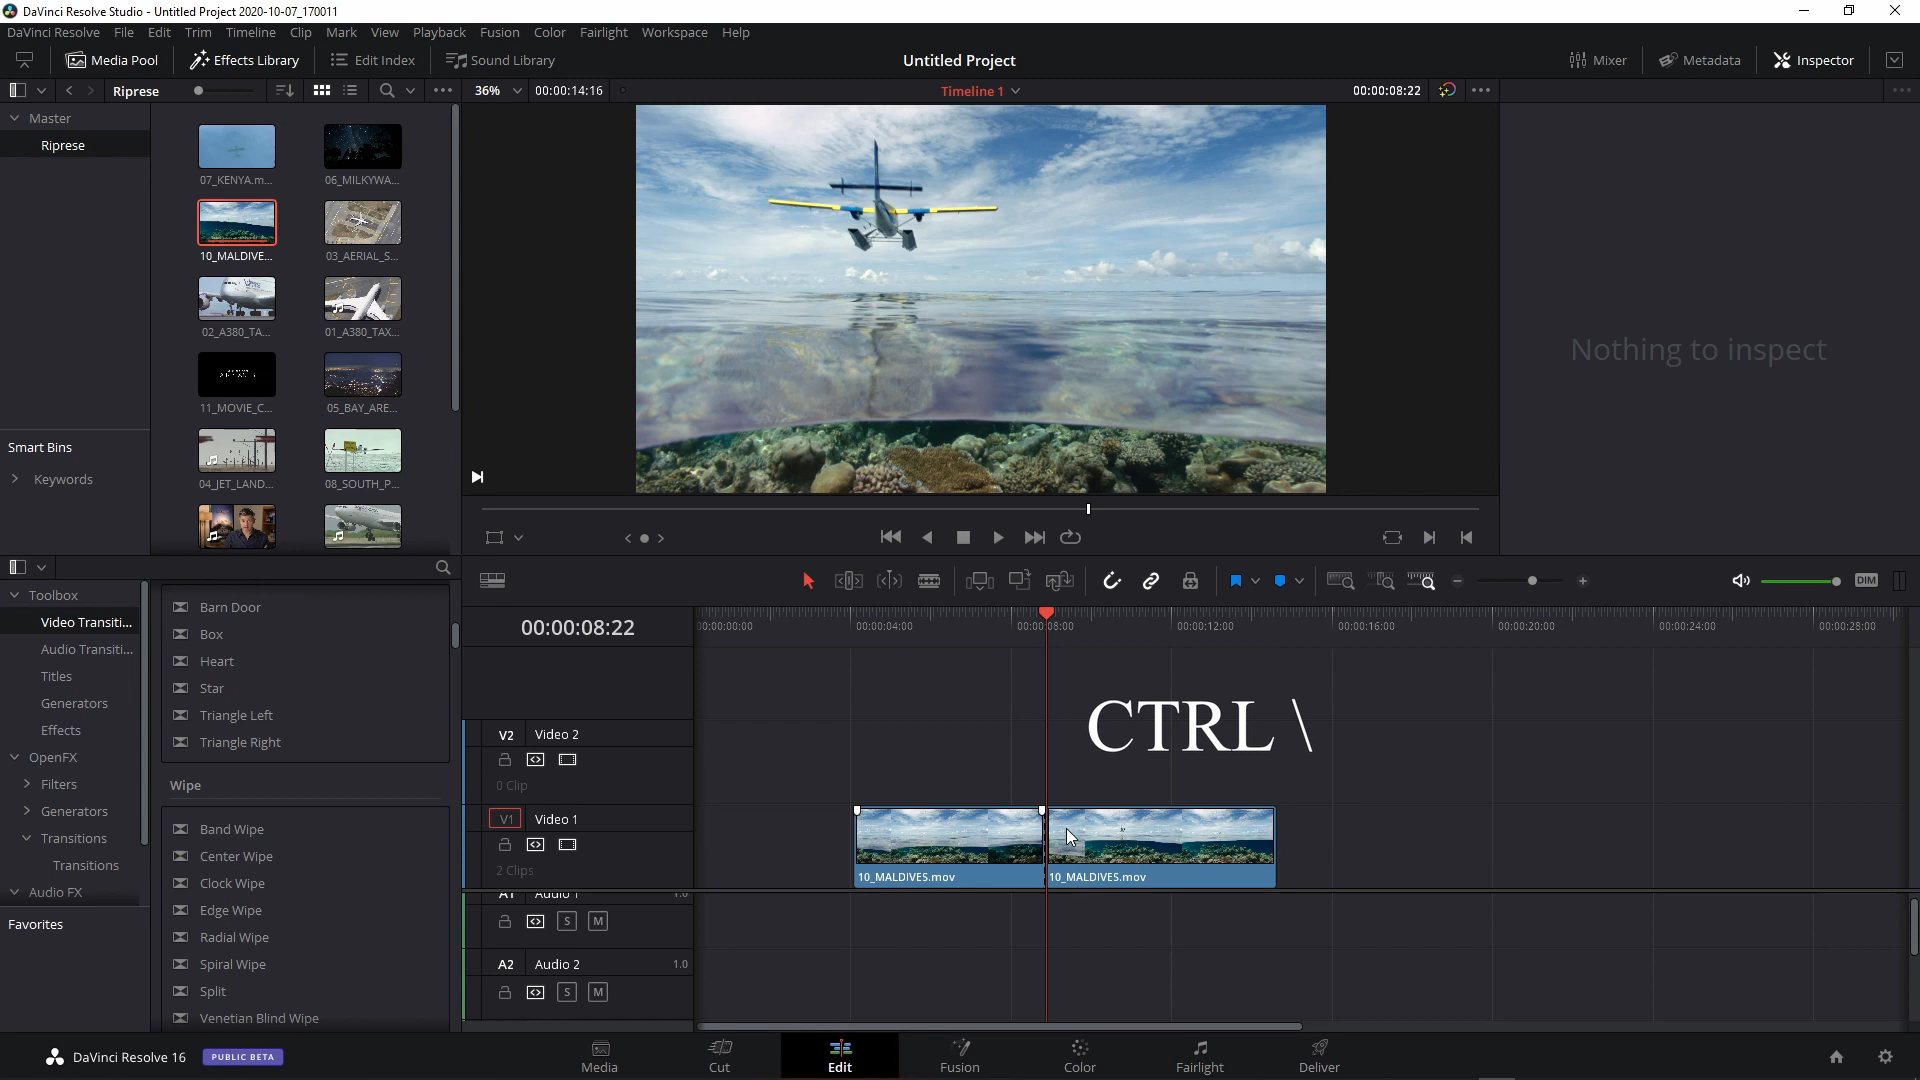 DaVinci Resolve Studio - Untitled Project 2020-10-07_170011
DaVinci Resolve File Edit Trim Timeline Clip Mark View Playback Fusion Color Fairlight Workspace Help
Media Pool Effects Library Edit Index Sound Library Untitled Project Mixer Metadata Inspector
Riprese 36% 00:00:14:16 Timeline 1 00:00:08:22
Master
Riprese
07_KENYA.m... 06_MILKYWA...
10_MALDIVE... 03_AERIAL_S...
02_A380_TA... 01_A380_TAX...
11_MOVIE_C... 05_BAY_ARE...
04_JET_LAND... 08_SOUTH_P...
Smart Bins
Keywords
Nothing to inspect
Toolbox
Video Transiti...
Audio Transiti...
Titles
Generators
Effects
OpenFX
Filters
Generators
Transitions
Transitions
Audio FX
Favorites
Barn Door
Box
Heart
Star
Triangle Left
Triangle Right
Wipe
Band Wipe
Center Wipe
Clock Wipe
Edge Wipe
Radial Wipe
Spiral Wipe
Split
Venetian Blind Wipe
DIM
00:00:08:22
00:00:00:00 00:00:04:00 00:00:08:00 00:00:12:00 00:00:16:00 00:00:20:00 00:00:24:00 00:00:28:00
CTRL \
V2 Video 2
0 Clip
V1 Video 1
2 Clips
10_MALDIVES.mov 10_MALDIVES.mov
A1 Audio 1 1.0
S M
A2 Audio 2 1.0
S M
DaVinci Resolve 16 PUBLIC BETA
Media Cut Edit Fusion Color Fairlight Deliver